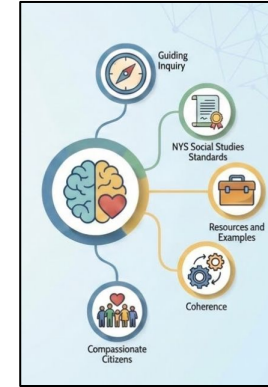 Guiding
Inquiry
NYS Social Studies
Standards
Resources and
Examples
Coherence
Compassionate
Citizens